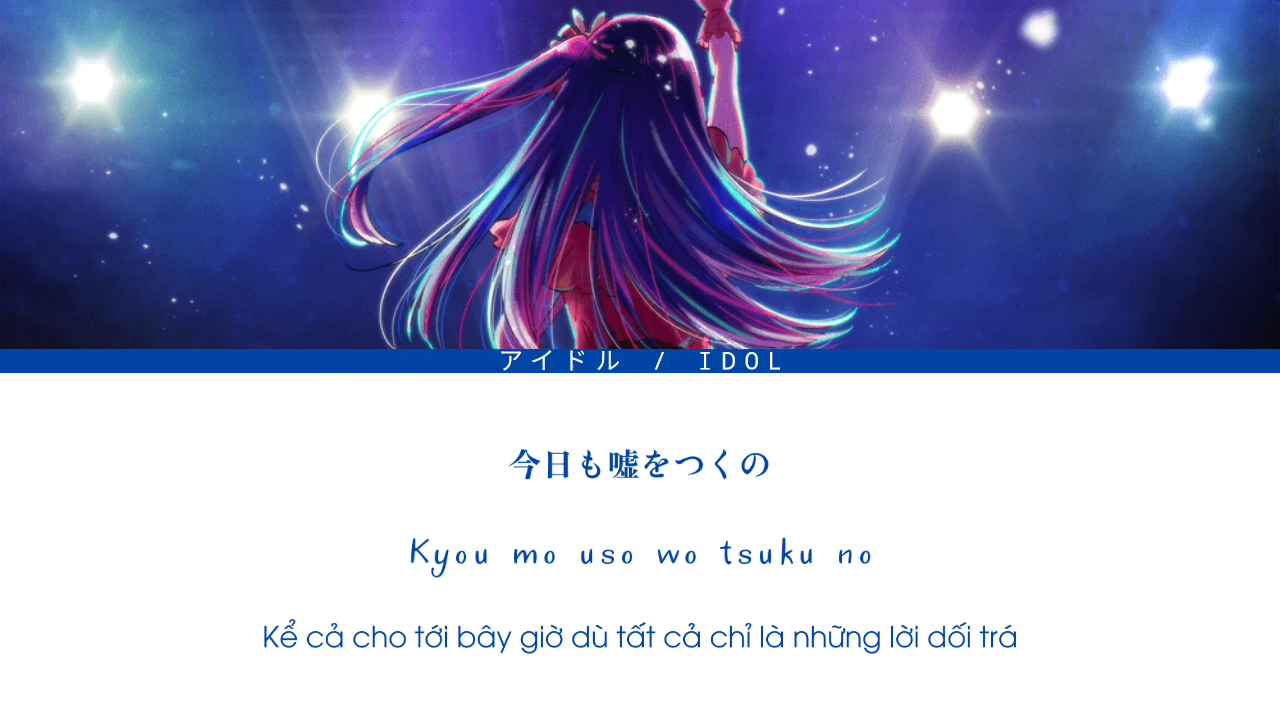 アイドル / IDOL
今日も嘘をつくの
Kyou mo uso wo tsuku no
Kể cả cho tới bây giờ dù tất cả chỉ là những lời dối trá